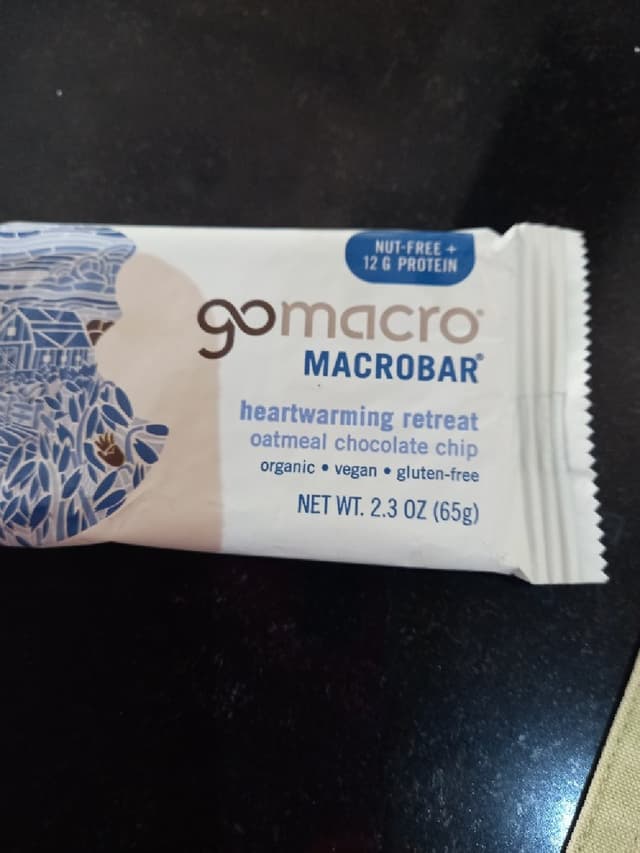 NUT-FREE +
12 G PROTEIN
gomacro®
MACROBAR®
heartwarming retreat
oatmeal chocolate chip
organic • vegan • gluten-free
NET WT. 2.3 OZ (65g)